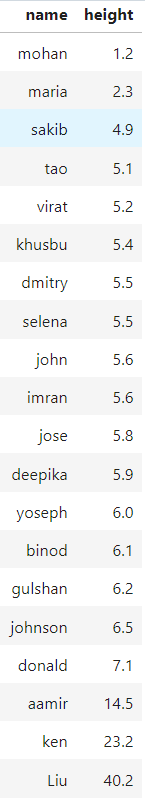 name height
mohan 1.2
maria 2.3
sakib 4.9
tao 5.1
virat 5.2
khusbu 5.4
dmitry 5.5
selena 5.5
john 5.6
imran 5.6
jose 5.8
deepika 5.9
yoseph 6.0
binod 6.1
gulshan 6.2
johnson 6.5
donald 7.1
aamir 14.5
ken 23.2
Liu 40.2